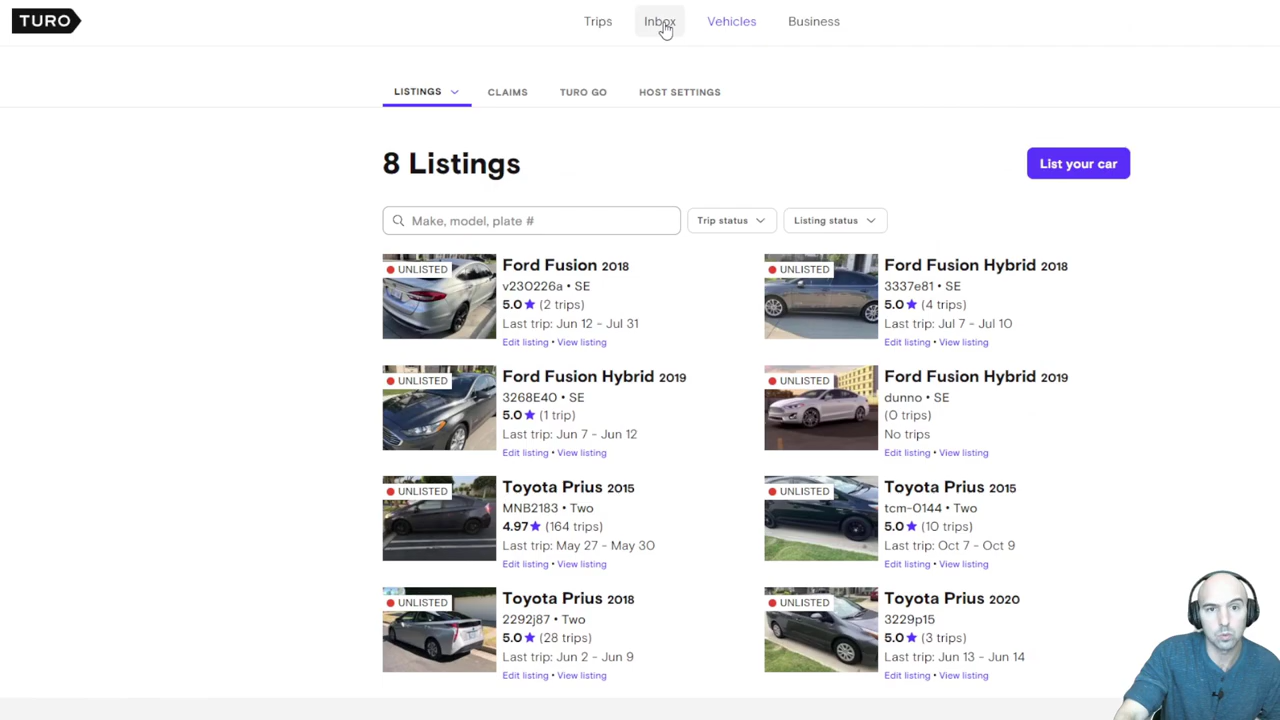 TURO
Trips
Inbox
Vehicles
Business
LISTINGS
CLAIMS
TURO GO
HOST SETTINGS
8 Listings
List your car
Make, model, plate #
Trip status
Listing status
UNLISTED
Ford Fusion 2018
v230226a • SE
5.0★ (2 trips)
Last trip: Jun 12 - Jul 31
Edit listing • View listing
UNLISTED
Ford Fusion Hybrid 2018
3337e81 • SE
5.0★ (4 trips)
Last trip: Jul 7 - Jul 10
Edit listing • View listing
UNLISTED
Ford Fusion Hybrid 2019
3268E40 • SE
5.0★ (1 trip)
Last trip: Jun 7 - Jun 12
Edit listing • View listing
UNLISTED
Ford Fusion Hybrid 2019
dunno • SE
(0 trips)
No trips
Edit listing • View listing
UNLISTED
Toyota Prius 2015
MNB2183 • Two
4.97★ (164 trips)
Last trip: May 27 - May 30
Edit listing • View listing
UNLISTED
Toyota Prius 2015
tcm-0144 • Two
5.0★ (10 trips)
Last trip: Oct 7 - Oct 9
Edit listing • View listing
UNLISTED
Toyota Prius 2018
2292j87 • Two
5.0★ (28 trips)
Last trip: Jun 2 - Jun 9
Edit listing • View listing
UNLISTED
Toyota Prius 2020
3229p15
5.0★ (3 trips)
Last trip: Jun 13 - Jun 14
Edit listing • View listing